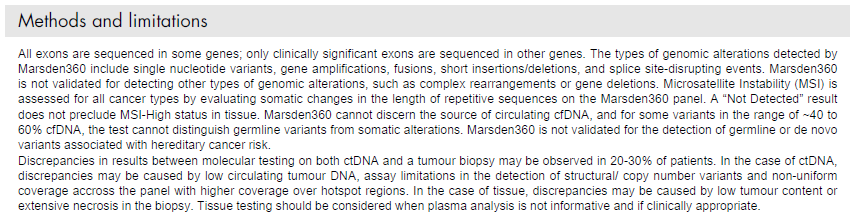 Methods and limitations
All exons are sequenced in some genes; only clinically significant exons are sequenced in other genes. The types of genomic alterations detected by
Marsden360 include single nucleotide variants, gene amplifications, fusions, short insertions/deletions, and splice site-disrupting events. Marsden360
is not validated for detecting other types of genomic alterations, such as complex rearrangements or gene deletions. Microsatellite Instability (MSI) is
assessed for all cancer types by evaluating somatic changes in the length of repetitive sequences on the Marsden360 panel. A “Not Detected” result
does not preclude MSI-High status in tissue. Marsden360 cannot discern the source of circulating cfDNA, and for some variants in the range of ~40 to
60% cfDNA, the test cannot distinguish germline variants from somatic alterations. Marsden360 is not validated for the detection of germline or de novo
variants associated with hereditary cancer risk.
Discrepancies in results between molecular testing on both ctDNA and a tumour biopsy may be observed in 20-30% of patients. In the case of ctDNA,
discrepancies may be caused by low circulating tumour DNA, assay limitations in the detection of structural/ copy number variants and non-uniform
coverage accross the panel with higher coverage over hotspot regions. In the case of tissue, discrepancies may be caused by low tumour content or
extensive necrosis in the biopsy. Tissue testing should be considered when plasma analysis is not informative and if clinically appropriate.